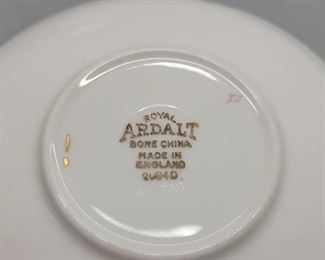 ROYAL
ARDALT
BONE CHINA
MADE IN
ENGLAND